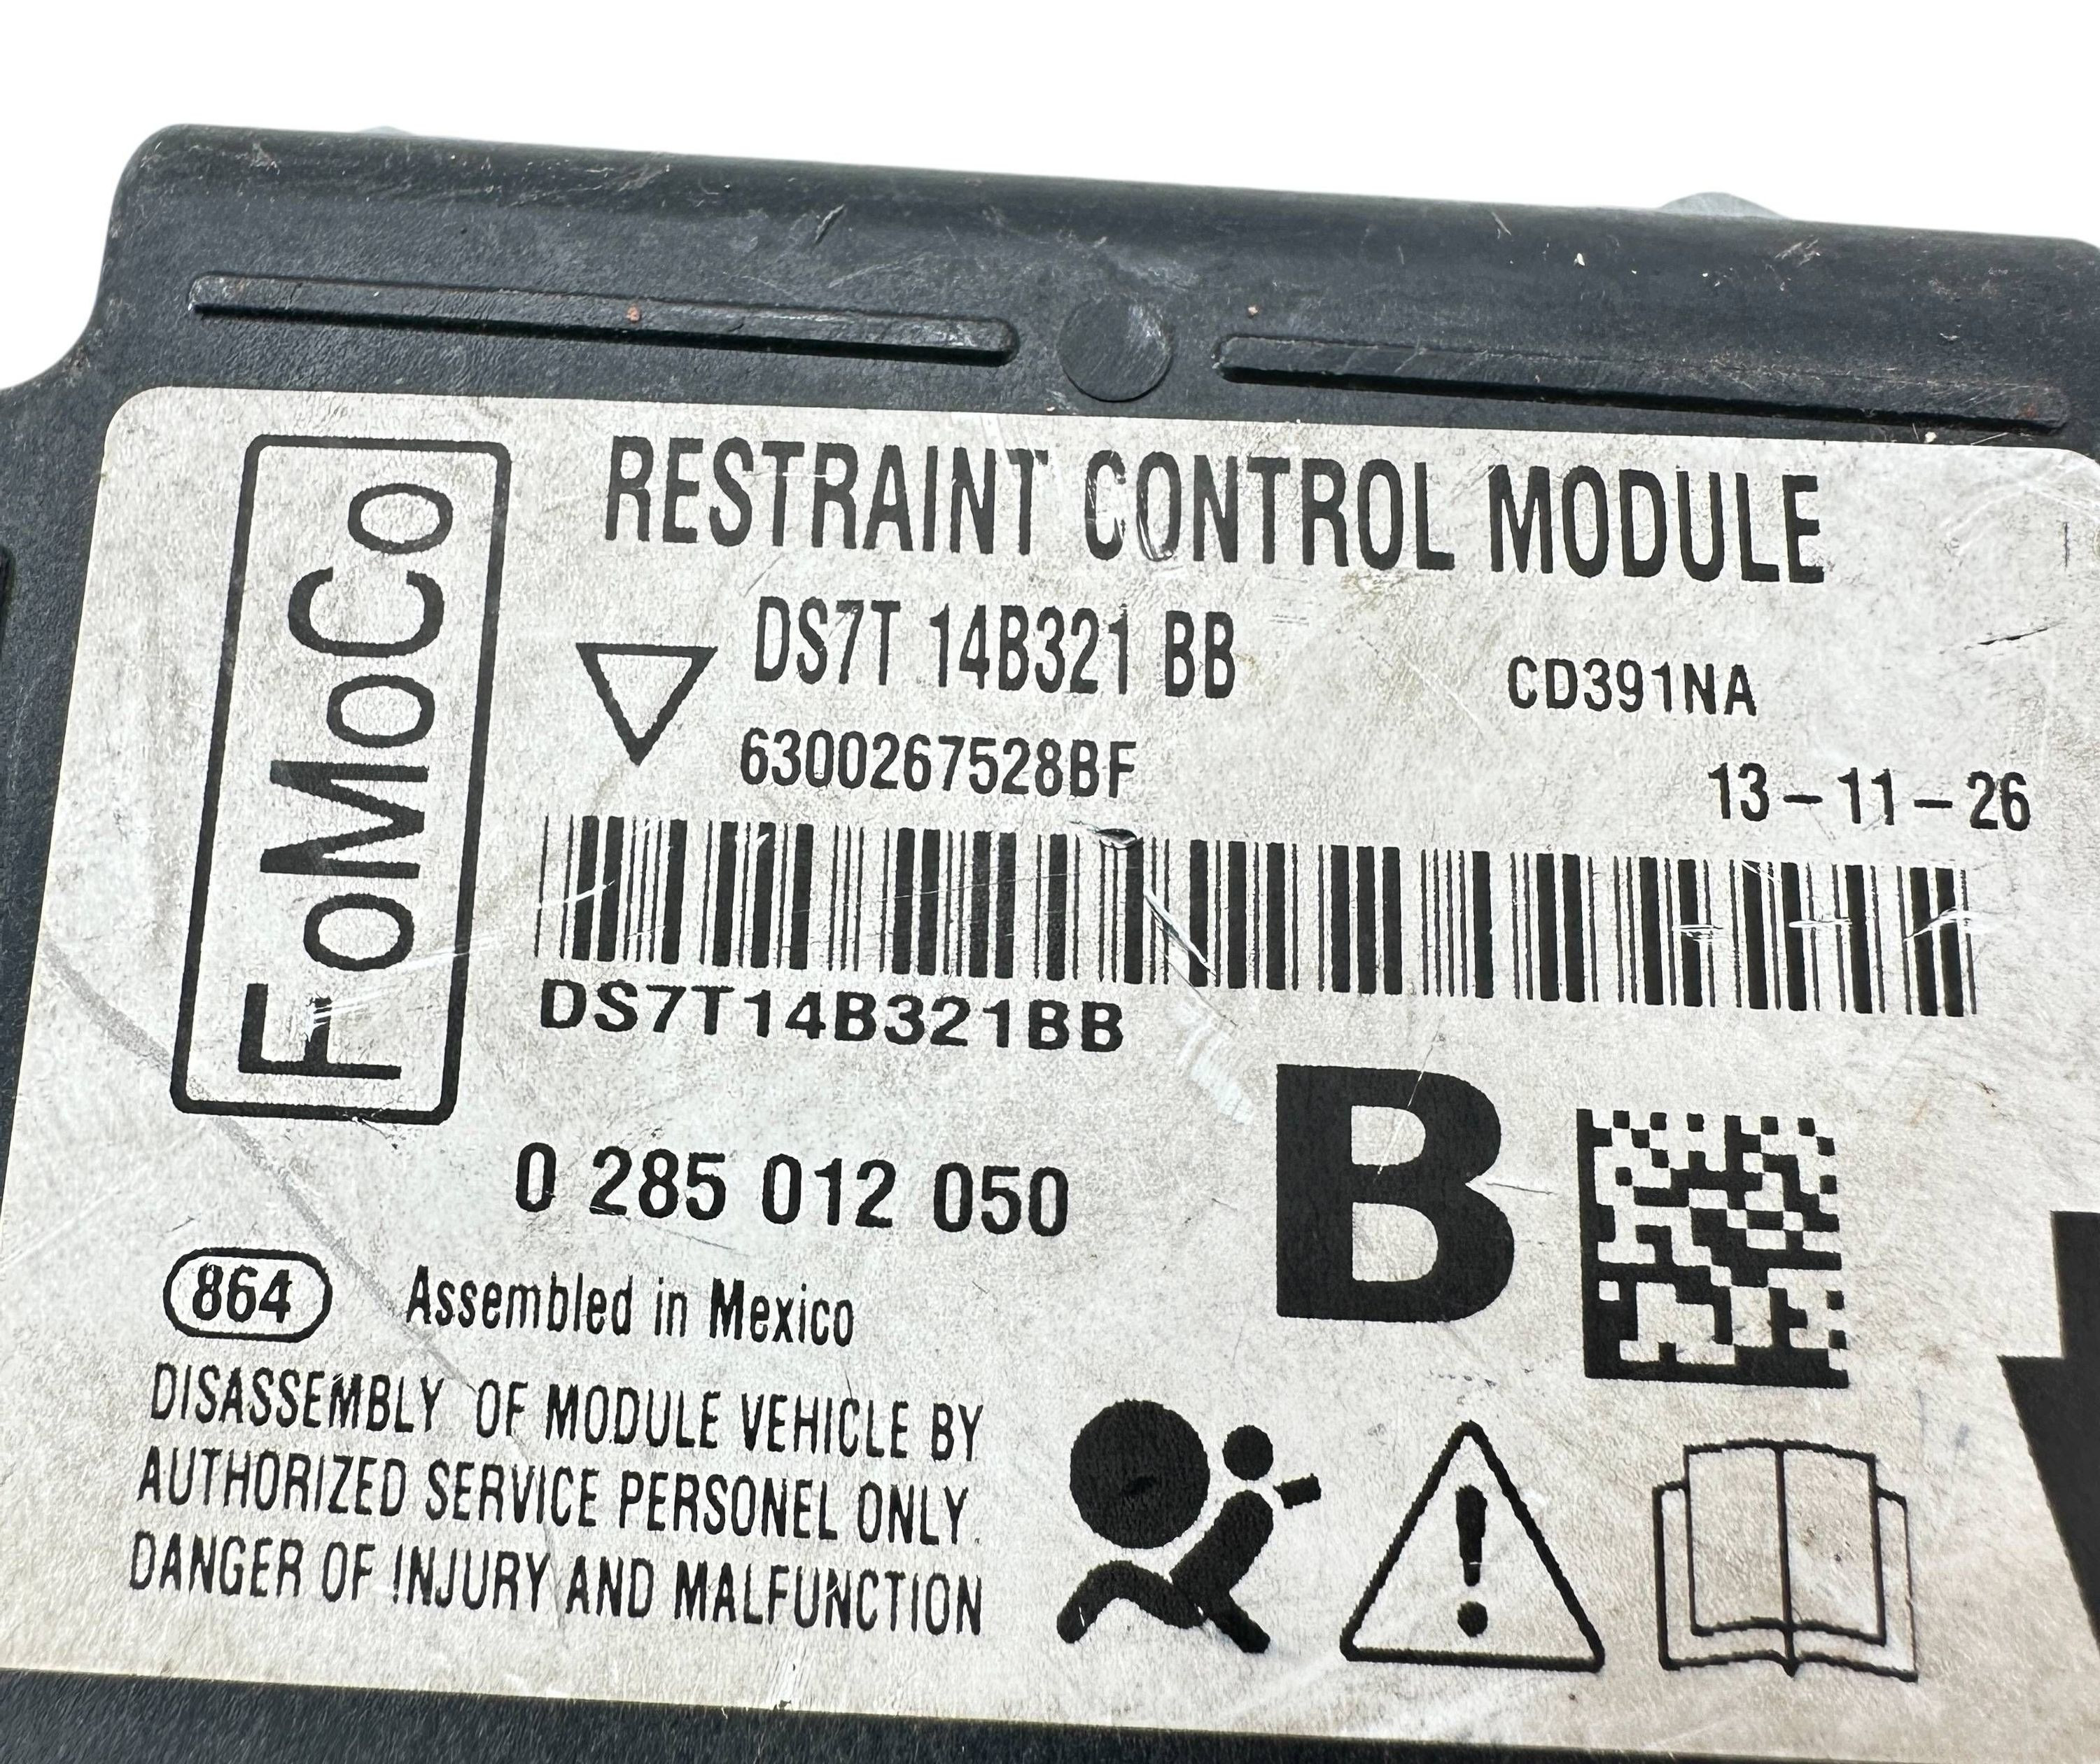 FoMoCo
RESTRAINT CONTROL MODULE
DS7T 14B321 BB
CD391NA
6300267528BF
13-11-26
DS7T14B321BB
B
0 285 012 050
864
Assembled in Mexico
DISASSEMBLY OF MODULE VEHICLE BY
AUTHORIZED SERVICE PERSONEL ONLY.
DANGER OF INJURY AND MALFUNCTION